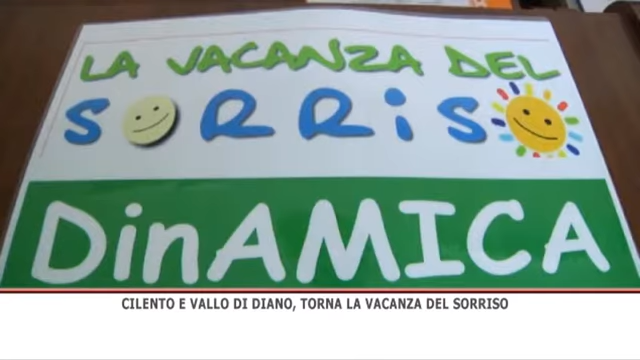 LA VACANZA DEL
SORRISO
DinAMICA
CILENTO E VALLO DI DIANO, TORNA LA VACANZA DEL SORRISO